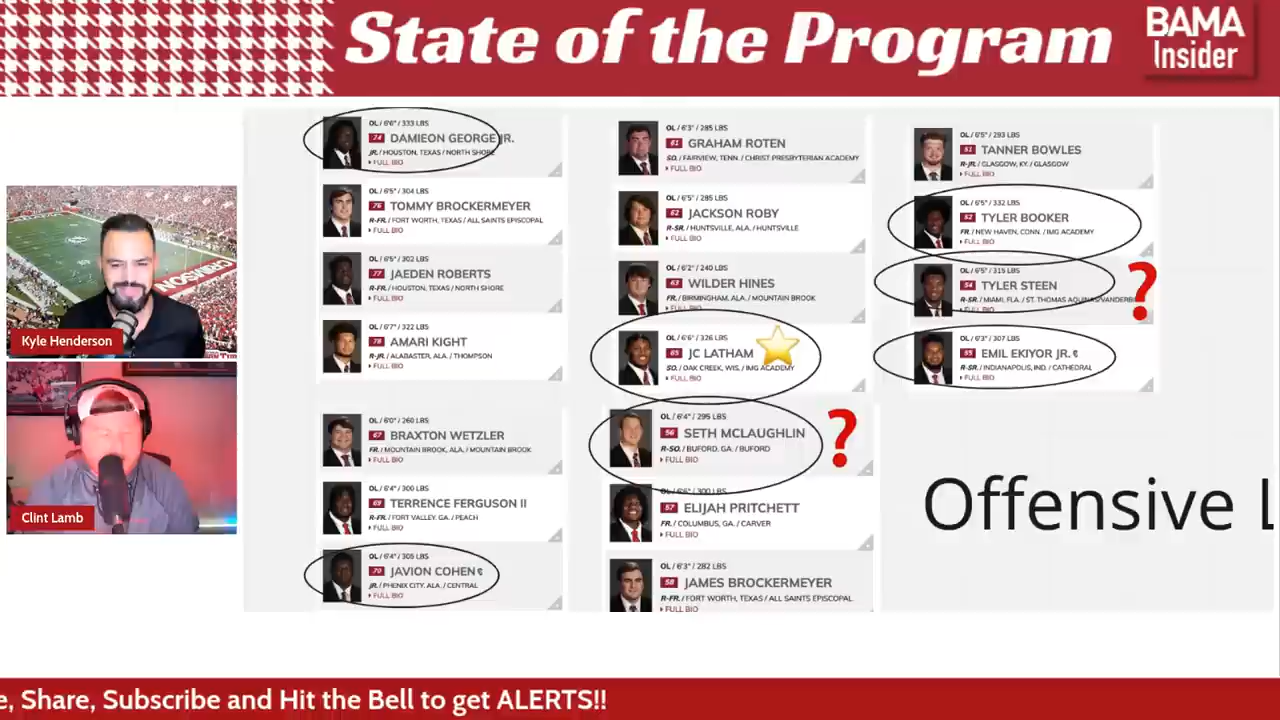 State of the Program
BAMA
Insider
OL / 6'6" / 333 LBS
74 DAMIEON GEORGE JR.
JR. / HOUSTON, TEXAS / NORTH SHORE
FULL BIO
OL / 6'5" / 304 LBS
76 TOMMY BROCKERMEYER
R-FR. / FORT WORTH, TEXAS / ALL SAINTS EPISCOPAL
FULL BIO
OL / 6'5" / 302 LBS
77 JAEDEN ROBERTS
R-FR. / HOUSTON, TEXAS / NORTH SHORE
FULL BIO
OL / 6'7" / 322 LBS
78 AMARI KIGHT
R-JR. / ALABASTER, ALA. / THOMPSON
FULL BIO
OL / 6'0" / 260 LBS
67 BRAXTON WETZLER
FR. / MOUNTAIN BROOK, ALA. / MOUNTAIN BROOK
FULL BIO
OL / 6'4" / 300 LBS
69 TERRENCE FERGUSON II
R-FR. / FORT VALLEY, GA. / PEACH
FULL BIO
OL / 6'4" / 305 LBS
70 JAVION COHEN
JR. / PHENIX CITY, ALA. / CENTRAL
FULL BIO
OL / 6'3" / 285 LBS
61 GRAHAM ROTEN
SO. / FAIRVIEW, TENN. / CHRIST PRESBYTERIAN ACADEMY
FULL BIO
OL / 6'5" / 285 LBS
62 JACKSON ROBY
R-SR. / HUNTSVILLE, ALA. / HUNTSVILLE
FULL BIO
OL / 6'2" / 240 LBS
63 WILDER HINES
FR. / BIRMINGHAM, ALA. / MOUNTAIN BROOK
FULL BIO
OL / 6'6" / 326 LBS
65 JC LATHAM
SO. / OAK CREEK, WIS. / IMG ACADEMY
FULL BIO
OL / 6'4" / 295 LBS
56 SETH MCLAUGHLIN
R-SO. / BUFORD, GA. / BUFORD
FULL BIO
?
OL / 6'6" / 300 LBS
57 ELIJAH PRITCHETT
FR. / COLUMBUS, GA. / CARVER
FULL BIO
OL / 6'3" / 282 LBS
58 JAMES BROCKERMEYER
R-FR. / FORT WORTH, TEXAS / ALL SAINTS EPISCOPAL
FULL BIO
OL / 6'5" / 293 LBS
51 TANNER BOWLES
R-JR. / GLASGOW, KY. / GLASGOW
FULL BIO
OL / 6'5" / 332 LBS
52 TYLER BOOKER
FR. / NEW HAVEN, CONN. / IMG ACADEMY
FULL BIO
OL / 6'5" / 315 LBS
54 TYLER STEEN
R-SR. / MIAMI, FLA. / ST. THOMAS AQUINAS/VANDERBI
FULL BIO
?
OL / 6'3" / 307 LBS
55 EMIL EKIYOR JR.
R-SR. / INDIANAPOLIS, IND. / CATHEDRAL
FULL BIO
Offensive L
Kyle Henderson
Clint Lamb
e, Share, Subscribe and Hit the Bell to get ALERTS!!